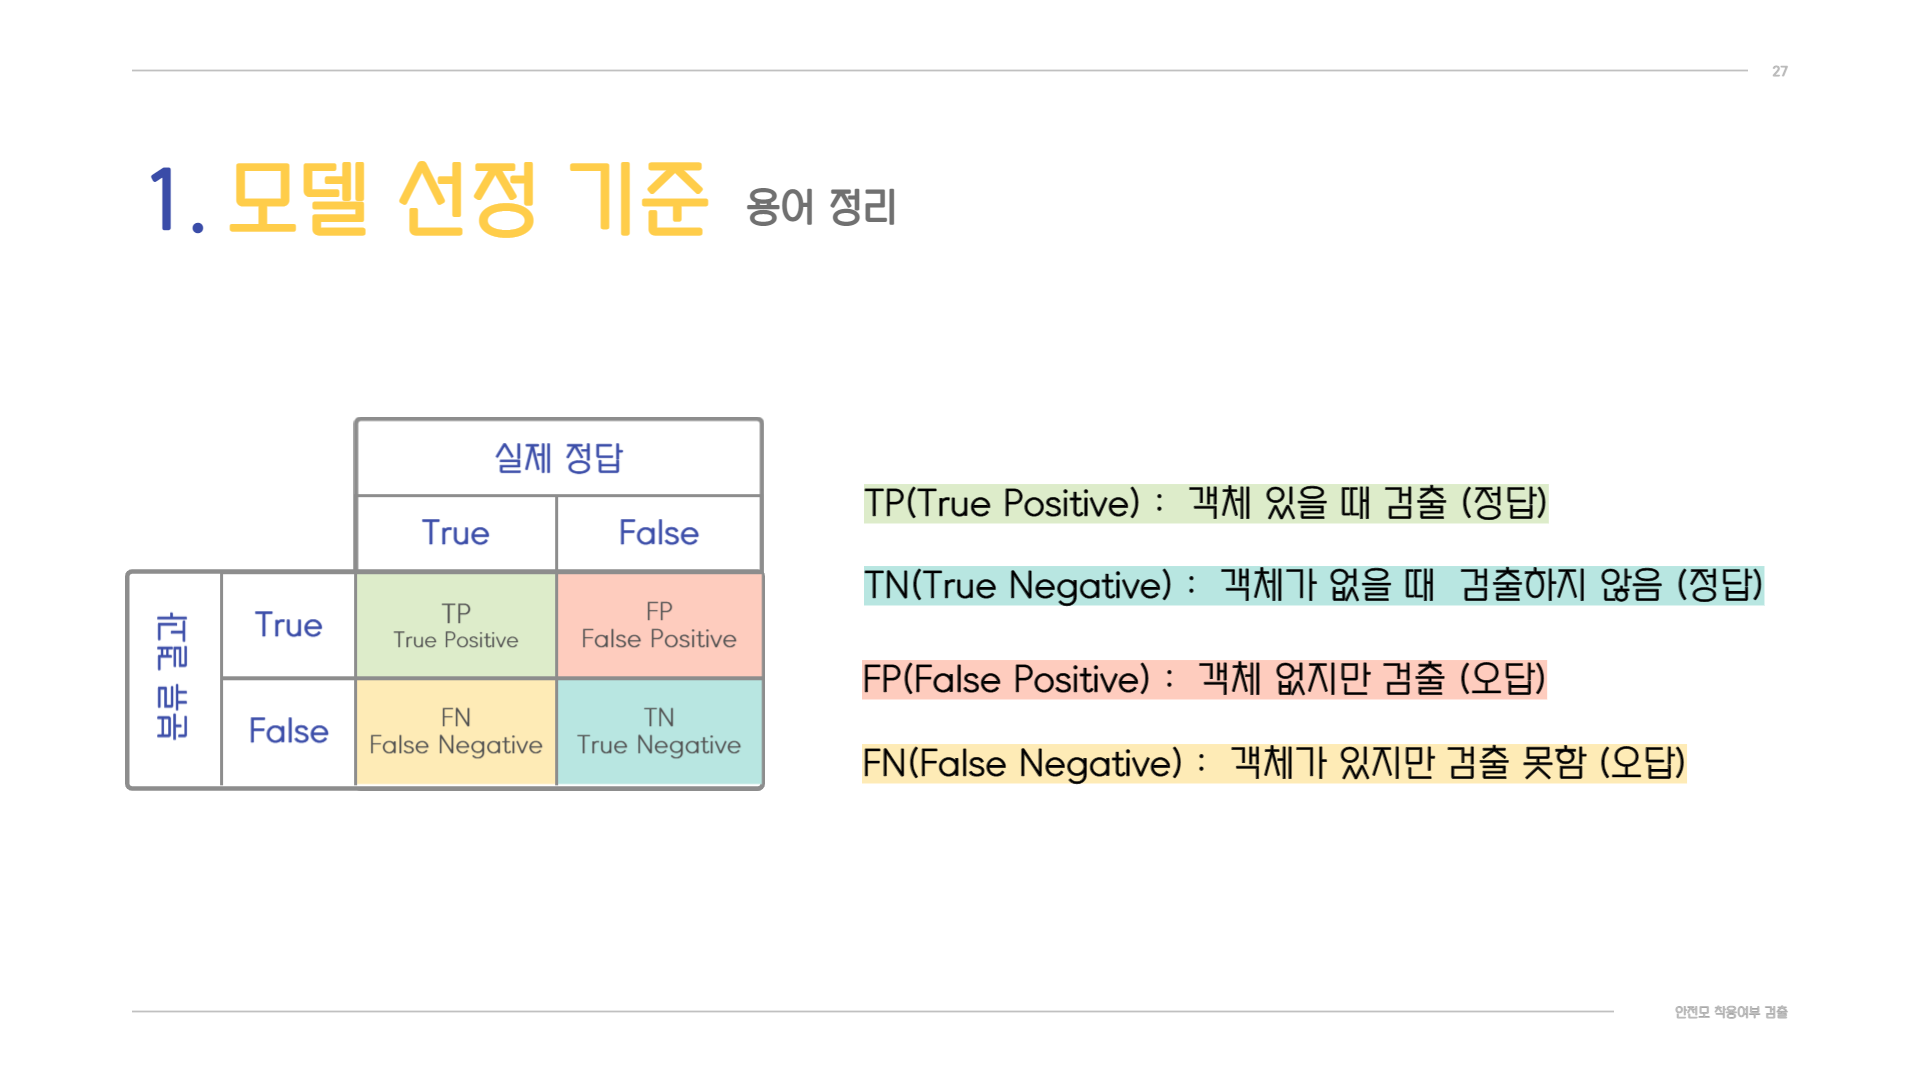 27
1. 모델 선정 기준 용어 정리
실제 정답
True False
분류 결과
True
TP
True Positive
FP
False Positive
False
FN
False Negative
TN
True Negative
TP(True Positive) : 객체 있을 때 검출 (정답)
TN(True Negative) : 객체가 없을 때 검출하지 않음 (정답)
FP(False Positive) : 객체 없지만 검출 (오답)
FN(False Negative) : 객체가 있지만 검출 못함 (오답)
안전모 착용여부 검출